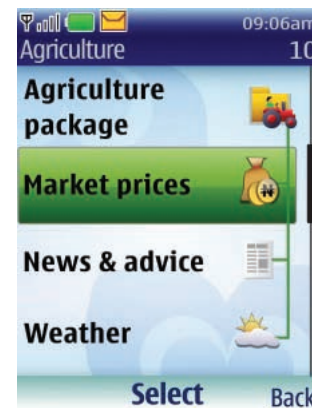 09:06am
Agriculture 10
Agriculture
package
Market prices
News & advice
Weather
Select Back